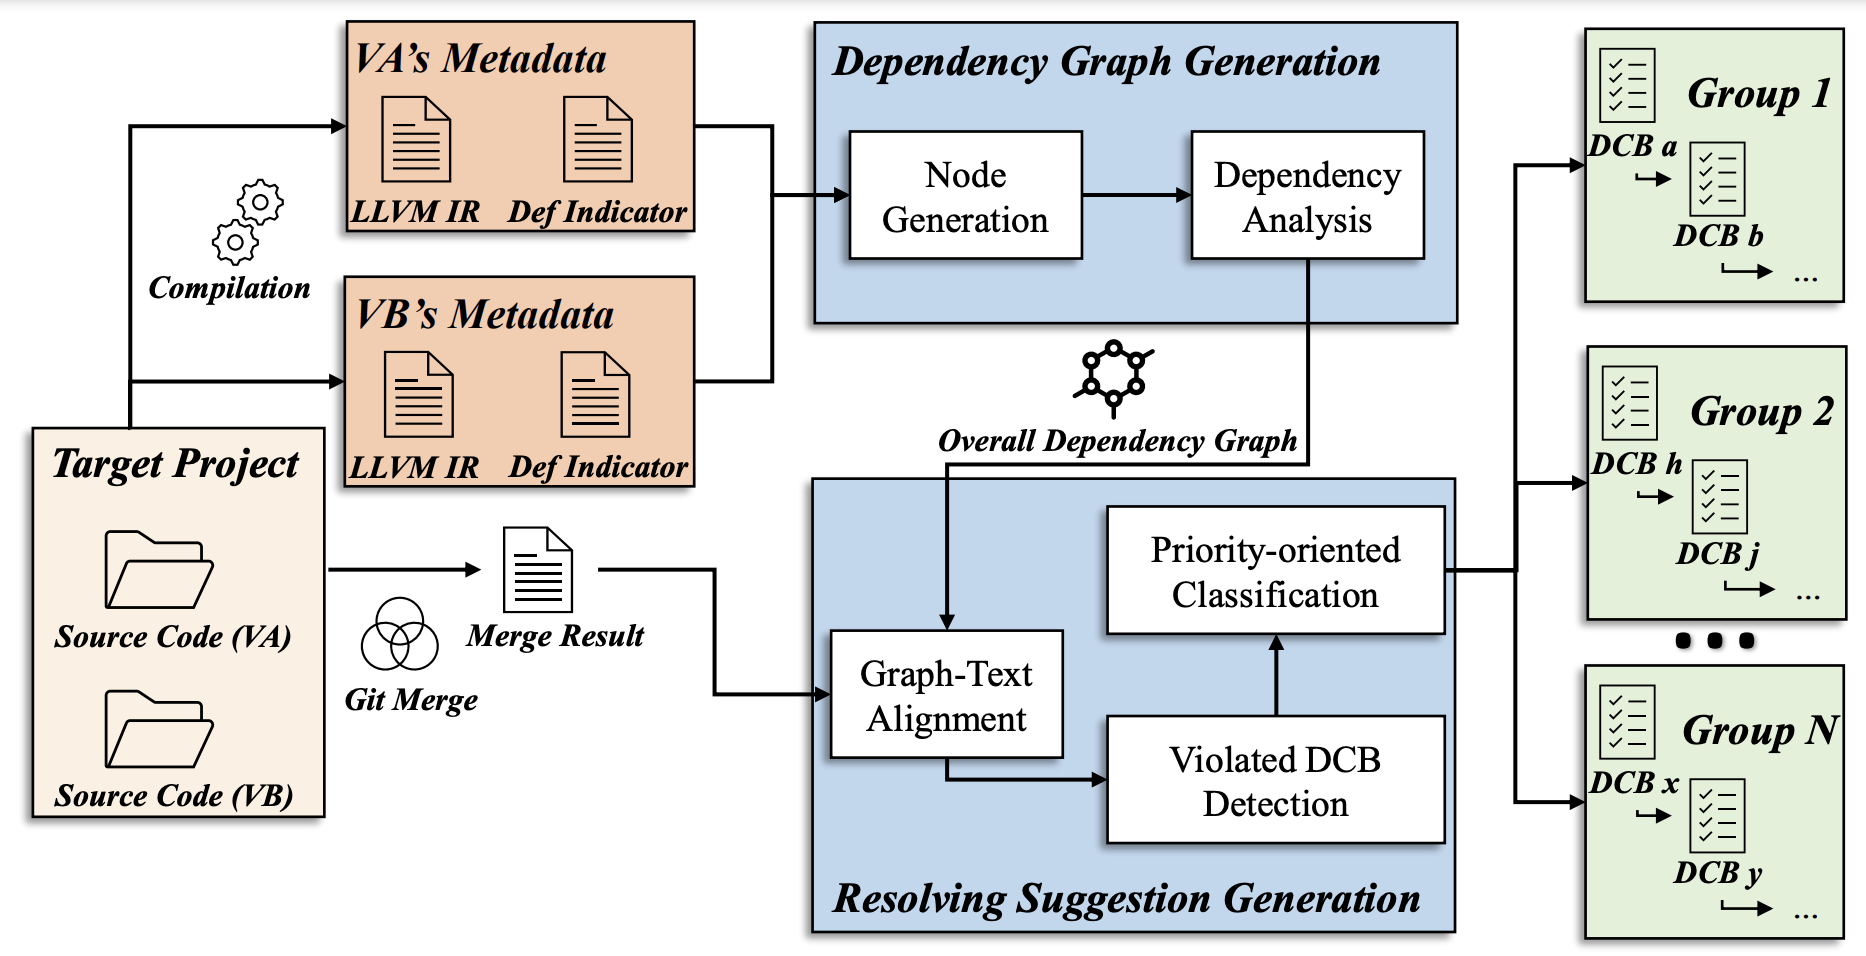 VA's Metadata
LLVM IR
Def Indicator
Compilation
VB's Metadata
LLVM IR
Def Indicator
Target Project
Source Code (VA)
Source Code (VB)
Git Merge
Merge Result
Dependency Graph Generation
Node
Generation
Dependency
Analysis
Overall Dependency Graph
Graph-Text
Alignment
Violated DCB
Detection
Priority-oriented
Classification
Resolving Suggestion Generation
Group 1
DCB a
DCB b
...
Group 2
DCB h
DCB j
...
Group N
DCB x
DCB y
...